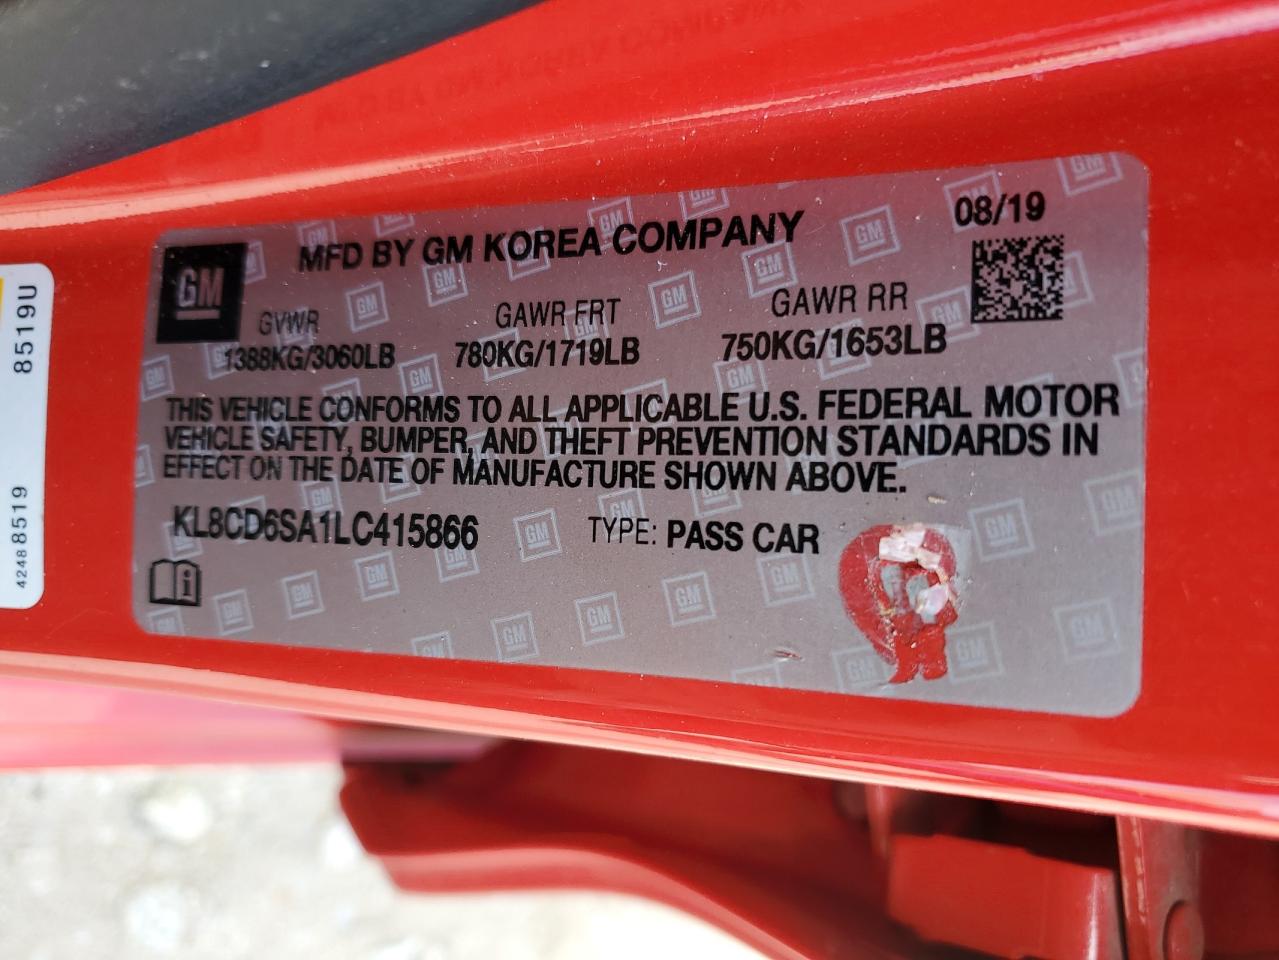 MFD BY GM KOREA COMPANY
08/19
GM
GVWR GAWR FRT GAWR RR
1388KG/3060LB 780KG/1719LB 750KG/1653LB
THIS VEHICLE CONFORMS TO ALL APPLICABLE U.S. FEDERAL MOTOR
VEHICLE SAFETY, BUMPER, AND THEFT PREVENTION STANDARDS IN
EFFECT ON THE DATE OF MANUFACTURE SHOWN ABOVE.
KL8CD6SA1LC415866 TYPE: PASS CAR
42488519 8519U